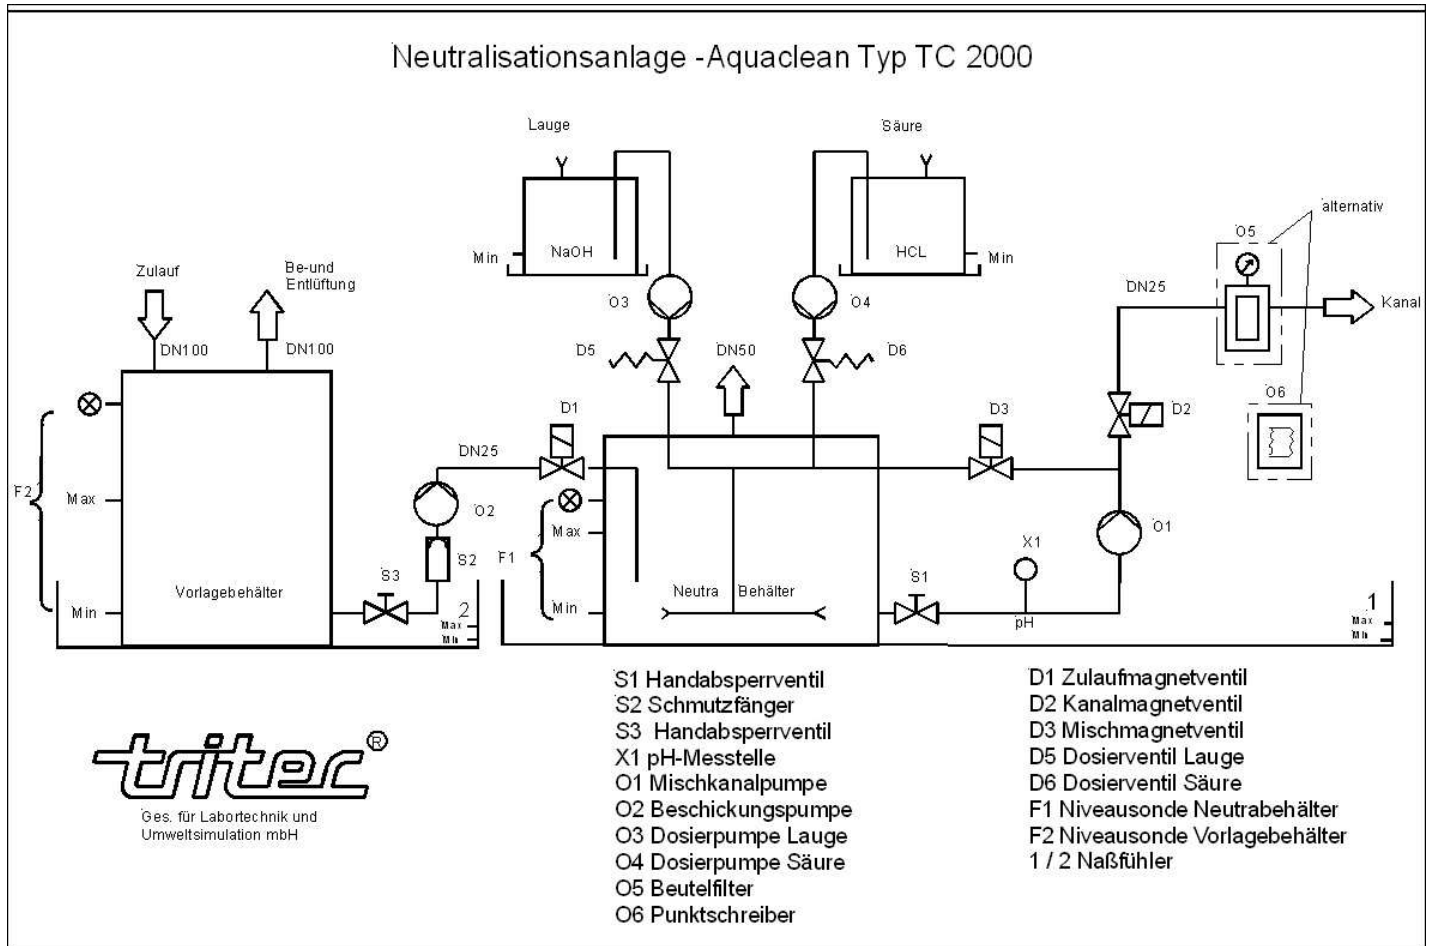 Neutralisationsanlage -Aquaclean Typ TC 2000
Lauge
Säure
alternativ
O5
NaOH
Min
HCL
Min
Zulauf
Be-und
Entlüftung
DN25
Kanal
O3
O4
DN100
DN100
D5
DN50
D6
O6
D1
D3
D2
DN25
F2
Max
O2
O1
Max
F1
S2
X1
S3
S1
Vorlagebehälter
Neutra Behälter
Min
Min
2
Max
Min
pH
1
Max
Min
S1 Handabsperrventil
S2 Schmutzfänger
S3 Handabsperrventil
X1 pH-Messtelle
O1 Mischkanalpumpe
O2 Beschickungspumpe
O3 Dosierpumpe Lauge
O4 Dosierpumpe Säure
O5 Beutelfilter
O6 Punktschreiber
D1 Zulaufmagnetventil
D2 Kanalmagnetventil
D3 Mischmagnetventil
D5 Dosierventil Lauge
D6 Dosierventil Säure
F1 Niveausonde Neutrabehälter
F2 Niveausonde Vorlagebehälter
1 / 2 Naßfühler
tritec®
Ges. für Labortechnik und
Umweltsimulation mbH